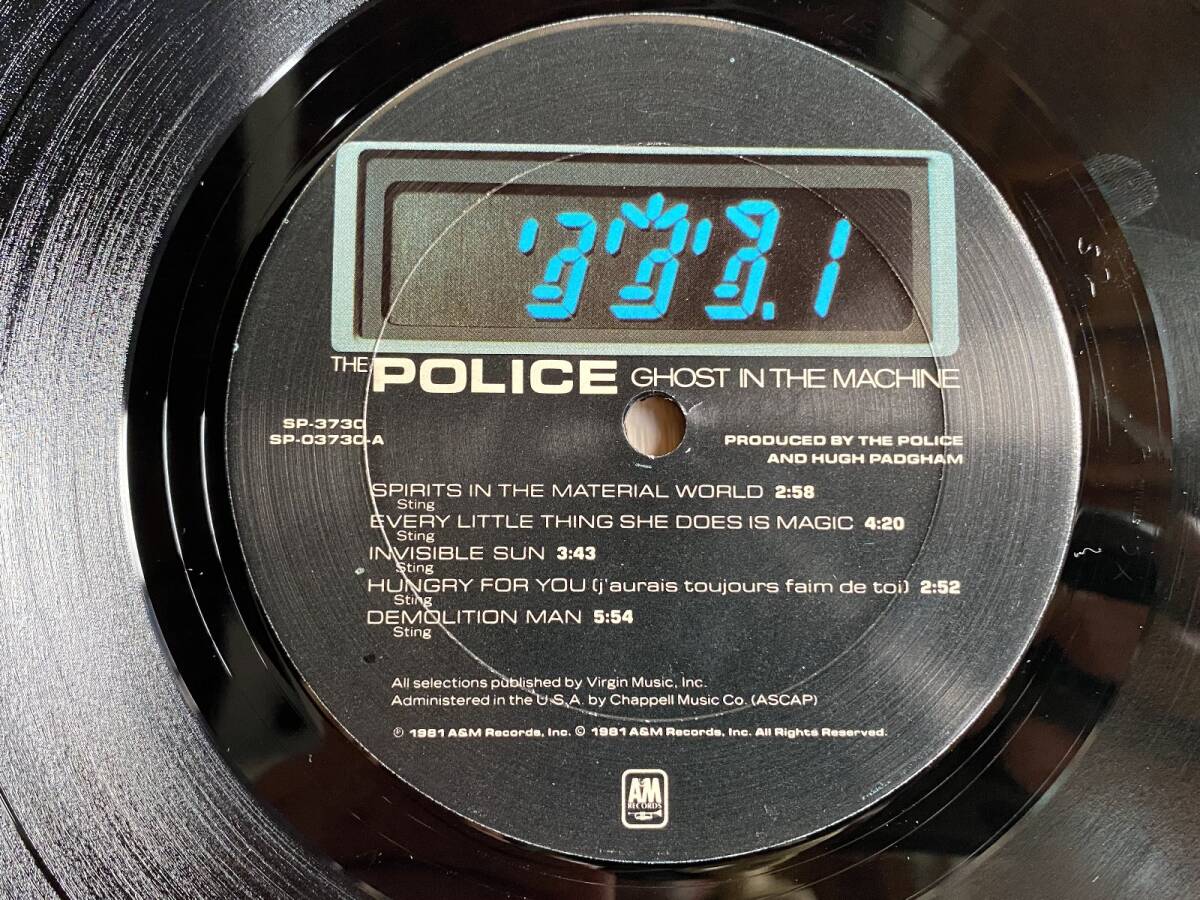 .1
THE POLICE GHOST IN THE MACHINE
SP-3730
SP-03730-A
PRODUCED BY THE POLICE
AND HUGH PADGHAM
SPIRITS IN THE MATERIAL WORLD 2:58
Sting
EVERY LITTLE THING SHE DOES IS MAGIC 4:20
Sting
INVISIBLE SUN 3:43
Sting
HUNGRY FOR YOU (j'aurais toujours faim de toi) 2:52
Sting
DEMOLITION MAN 5:54
Sting
All selections published by Virgin Music, Inc.
Administered in the U.S.A. by Chappell Music Co. (ASCAP)
℗ 1981 A&M Records, Inc. © 1981 A&M Records, Inc. All Rights Reserved.
A&M
RECORDS